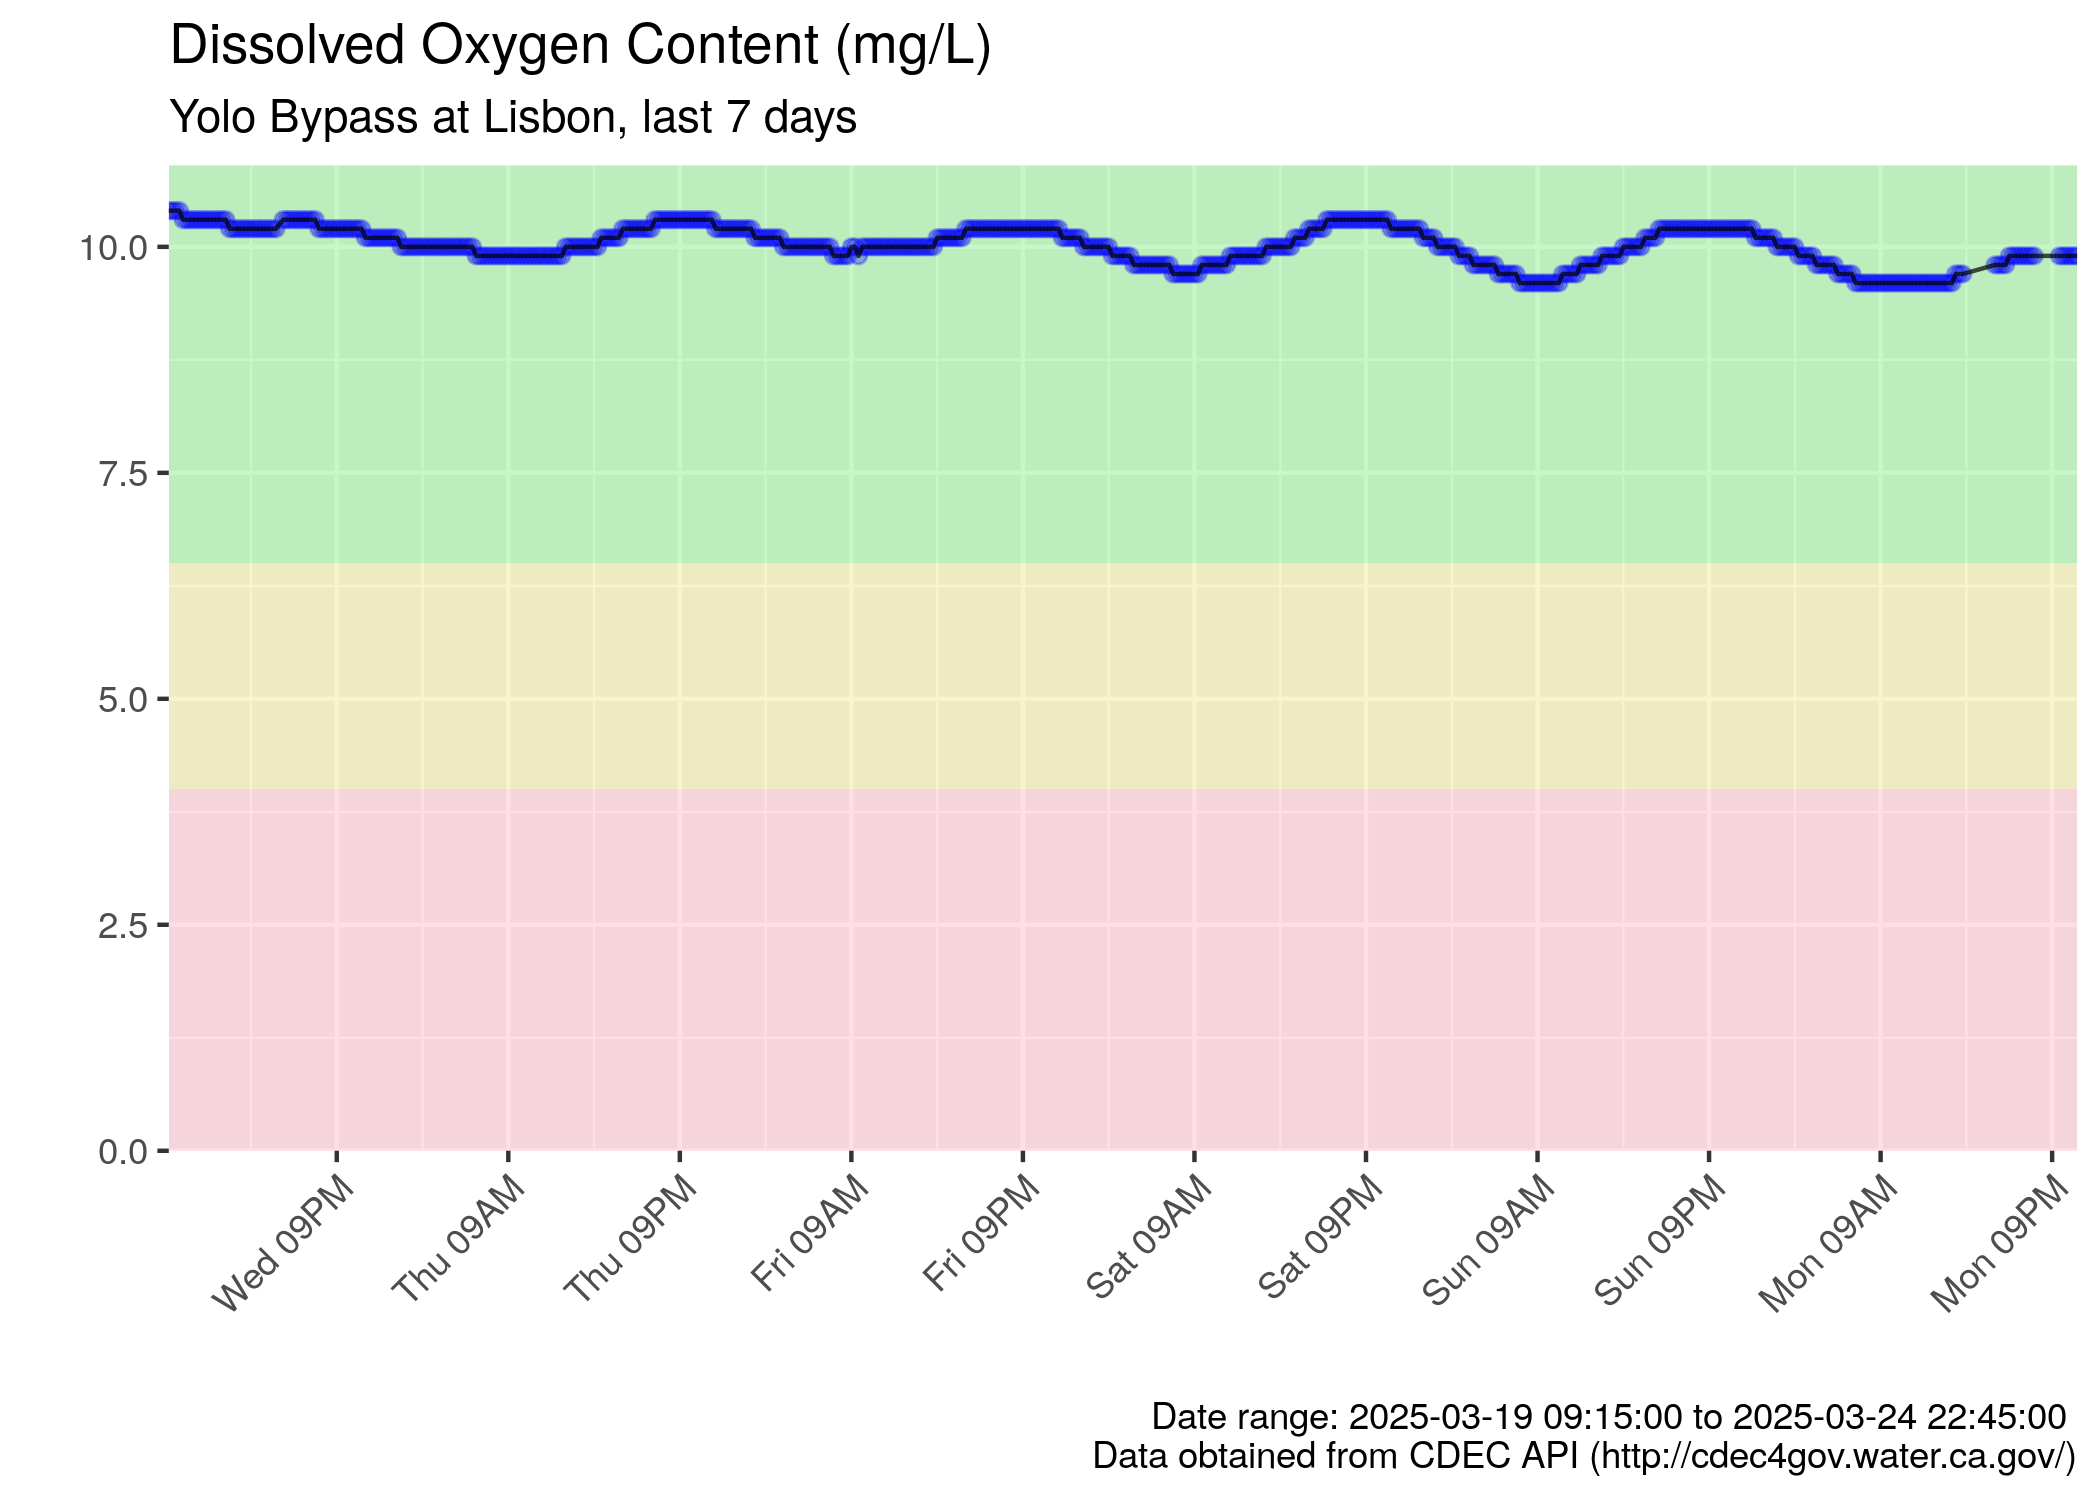 Dissolved Oxygen Content (mg/L)
Yolo Bypass at Lisbon, last 7 days
10.0
7.5
5.0
2.5
0.0
Wed 09PM
Thu 09AM
Thu 09PM
Fri 09AM
Fri 09PM
Sat 09AM
Sat 09PM
Sun 09AM
Sun 09PM
Mon 09AM
Mon 09PM
Date range: 2025-03-19 09:15:00 to 2025-03-24 22:45:00
Data obtained from CDEC API (http://cdec4gov.water.ca.gov/)